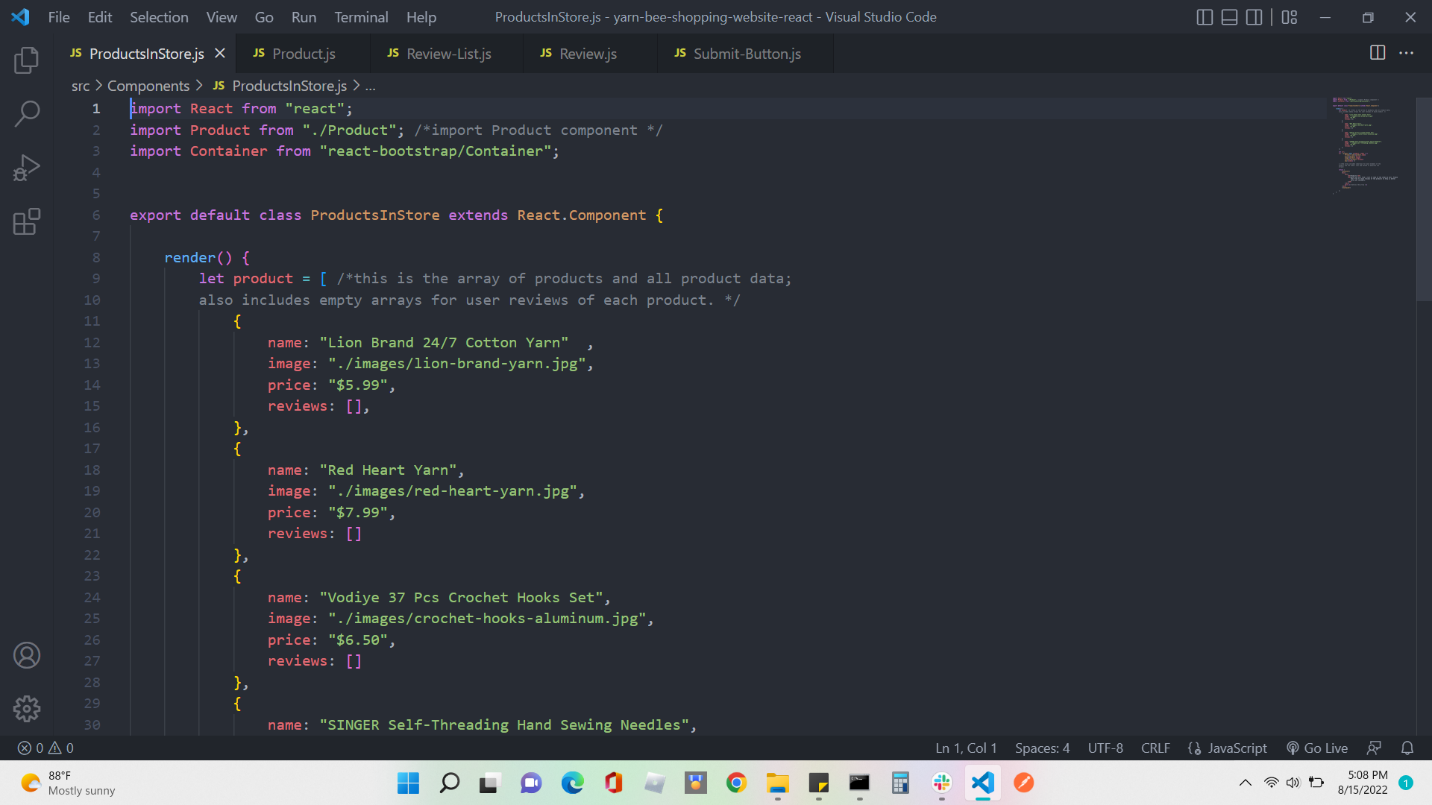 File Edit Selection View Go Run Terminal Help ProductsInStore.js - yarn-bee-shopping-website-react - Visual Studio Code
JS ProductsInStore.js JS Product.js JS Review-List.js JS Review.js JS Submit-Button.js
src > Components > JS ProductsInStore.js > ...
1 import React from "react";
2 import Product from "./Product"; /*import Product component */
3 import Container from "react-bootstrap/Container";
4
5
6 export default class ProductsInStore extends React.Component {
7
8 render() {
9 let product = [ /*this is the array of products and all product data;
10 also includes empty arrays for user reviews of each product. */
11 {
12 name: "Lion Brand 24/7 Cotton Yarn" ,
13 image: "./images/lion-brand-yarn.jpg",
14 price: "$5.99",
15 reviews: [],
16 },
17 {
18 name: "Red Heart Yarn",
19 image: "./images/red-heart-yarn.jpg",
20 price: "$7.99",
21 reviews: []
22 },
23 {
24 name: "Vodiye 37 Pcs Crochet Hooks Set",
25 image: "./images/crochet-hooks-aluminum.jpg",
26 price: "$6.50",
27 reviews: []
28 },
29 {
30 name: "SINGER Self-Threading Hand Sewing Needles",
0 0 Ln 1, Col 1 Spaces: 4 UTF-8 CRLF JavaScript Go Live
88°F
Mostly sunny
5:08 PM
8/15/2022
1